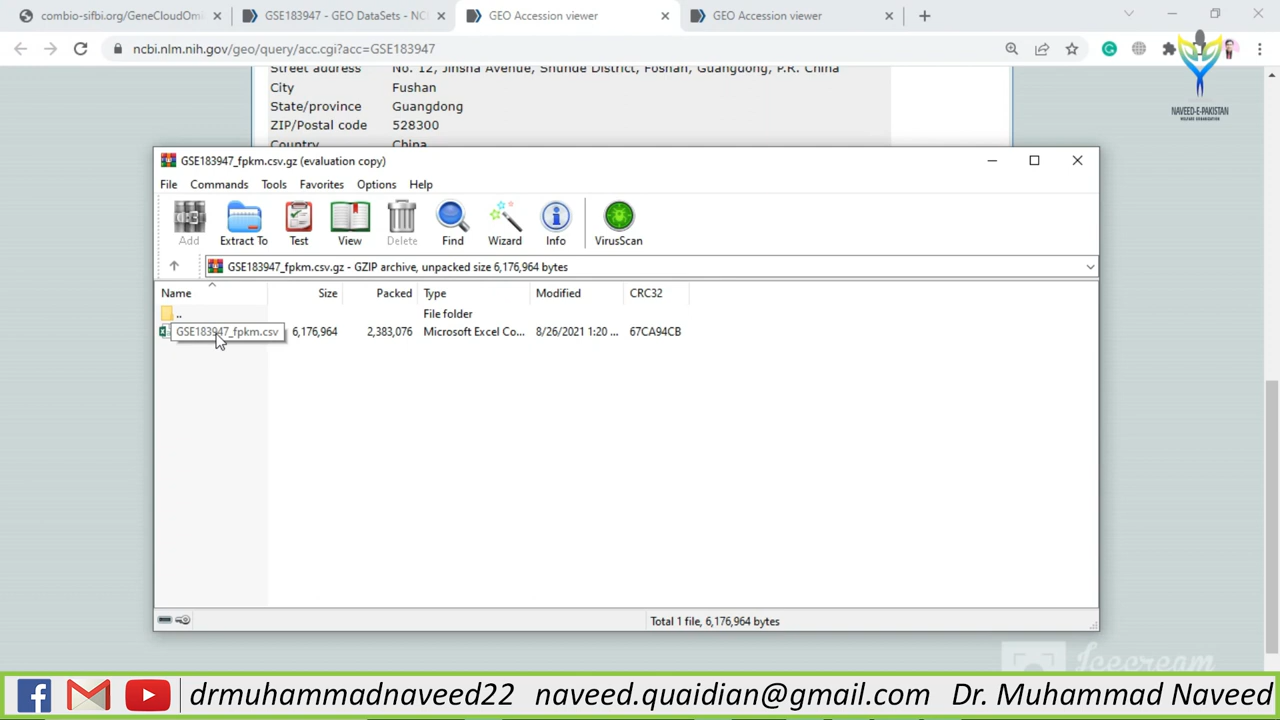 combio-sifbi.org/GeneCloudOmi
GSE183947 - GEO DataSets - NC
GEO Accession viewer
GEO Accession viewer
ncbi.nlm.nih.gov/geo/query/acc.cgi?acc=GSE183947
NAVEED-E-PAKISTAN
WELFARE ORGANISATION
Street address No. 12, Jinsha Avenue, Shunde District, Foshan, Guangdong, P.R. China
City Fushan
State/province Guangdong
ZIP/Postal code 528300
Country China
GSE183947_fpkm.csv.gz (evaluation copy)
File Commands Tools Favorites Options Help
Add Extract To Test View Delete Find Wizard Info VirusScan
GSE183947_fpkm.csv.gz - GZIP archive, unpacked size 6,176,964 bytes
Name Size Packed Type Modified CRC32
.. File folder
GSE183947_fpkm.csv 6,176,964 2,383,076 Microsoft Excel Co... 8/26/2021 1:20 ... 67CA94CB
Total 1 file, 6,176,964 bytes
Icecream
drmuhammadnaveed22 naveed.quaidian@gmail.com Dr. Muhammad Naveed